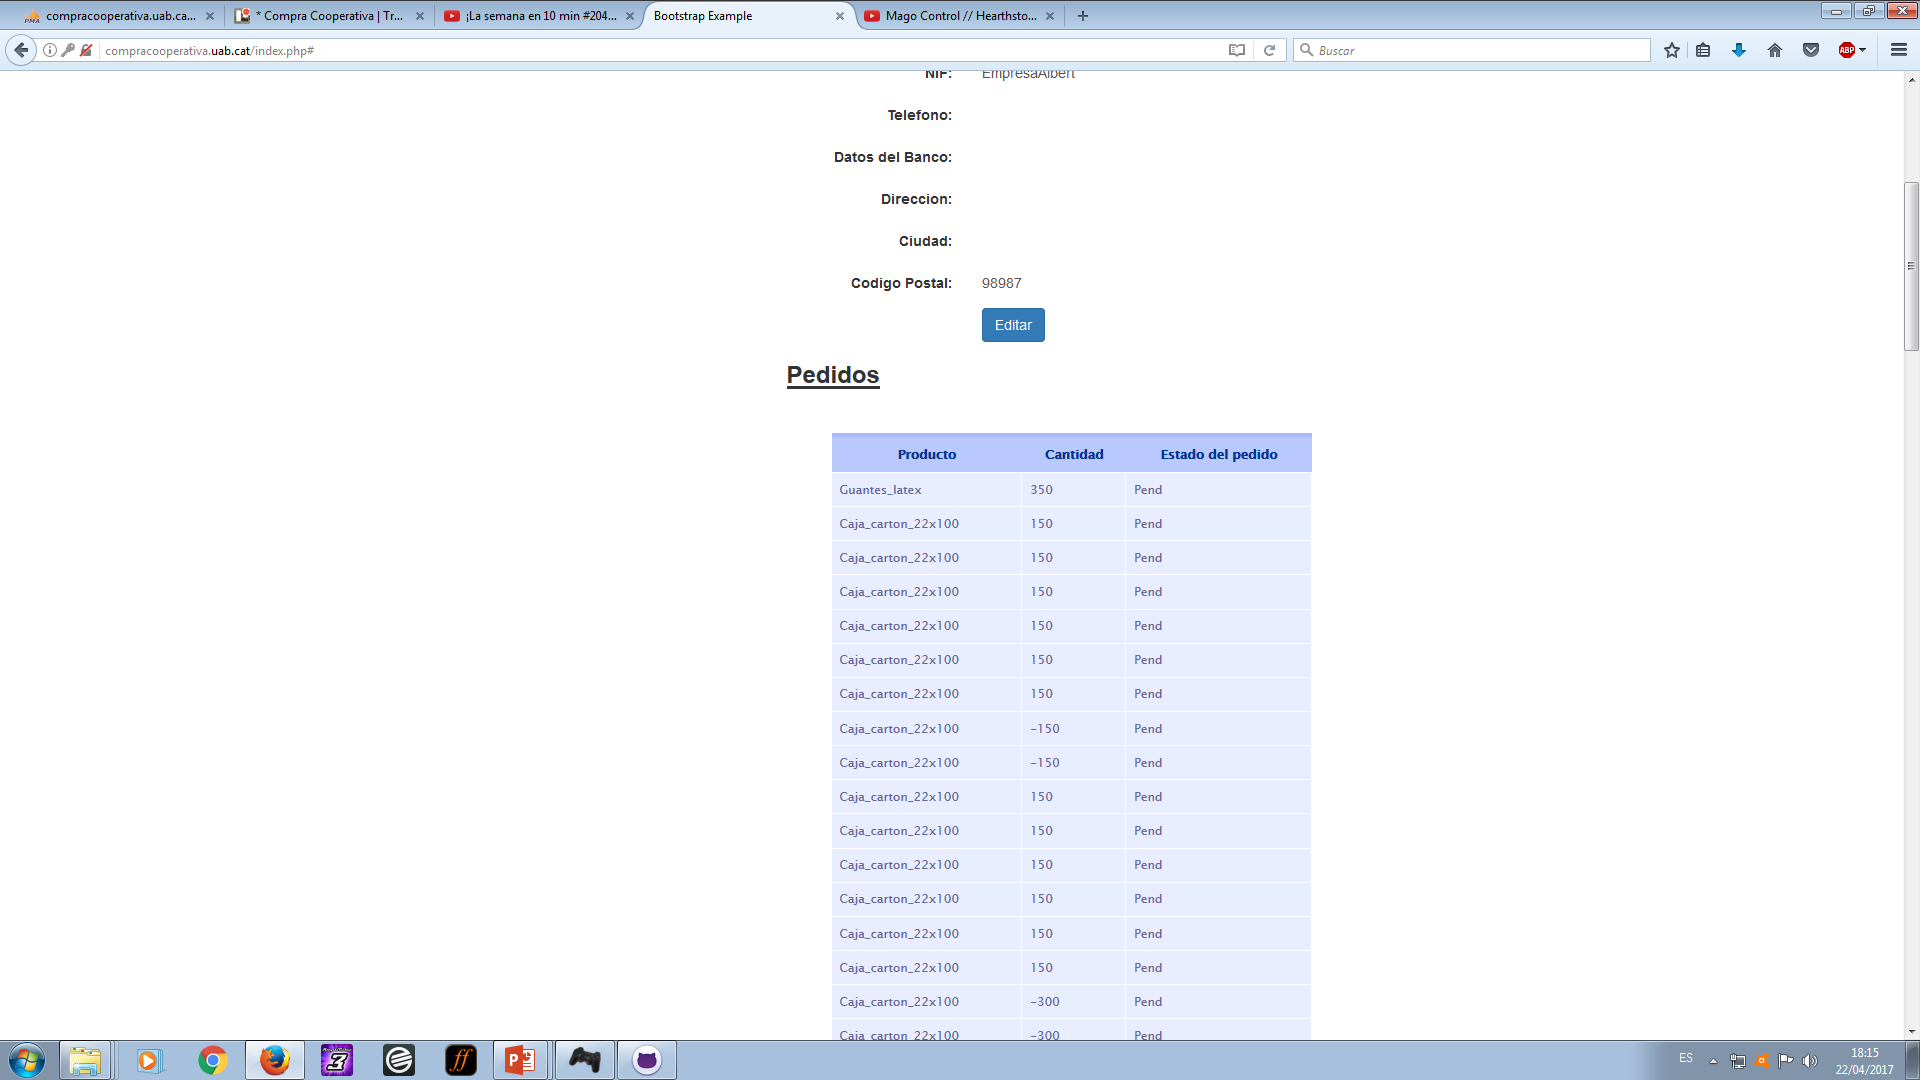 compracooperativa.uab.ca...
* Compra Cooperativa | Tr...
¡La semana en 10 min #204...
Bootstrap Example
Mago Control // Hearthsto...
compracooperativa.uab.cat/index.php#
Buscar
ABP
NIF: EmpresaAlbert
Telefono:
Datos del Banco:
Direccion:
Ciudad:
Codigo Postal: 98987
Editar
Pedidos
Producto Cantidad Estado del pedido
Guantes_latex 350 Pend
Caja_carton_22x100 150 Pend
Caja_carton_22x100 150 Pend
Caja_carton_22x100 150 Pend
Caja_carton_22x100 150 Pend
Caja_carton_22x100 150 Pend
Caja_carton_22x100 150 Pend
Caja_carton_22x100 -150 Pend
Caja_carton_22x100 -150 Pend
Caja_carton_22x100 150 Pend
Caja_carton_22x100 150 Pend
Caja_carton_22x100 150 Pend
Caja_carton_22x100 150 Pend
Caja_carton_22x100 150 Pend
Caja_carton_22x100 150 Pend
Caja_carton_22x100 -300 Pend
Caja_carton_22x100 -300 Pend
ES
18:15
22/04/2017